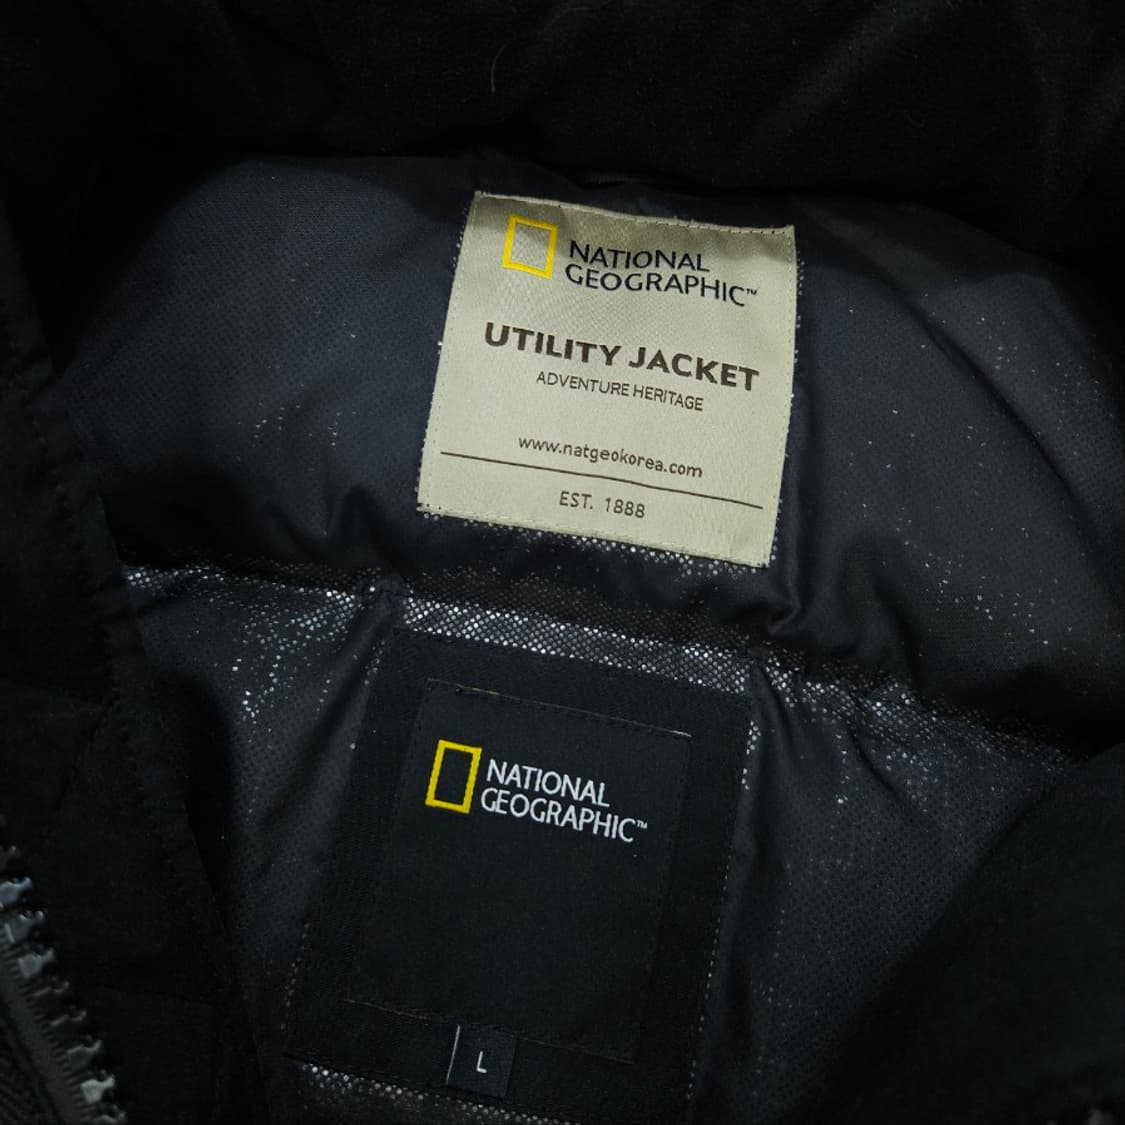 NATIONAL
GEOGRAPHIC™
UTILITY JACKET
ADVENTURE HERITAGE
www.natgeokorea.com
EST. 1888
NATIONAL
GEOGRAPHIC™
L